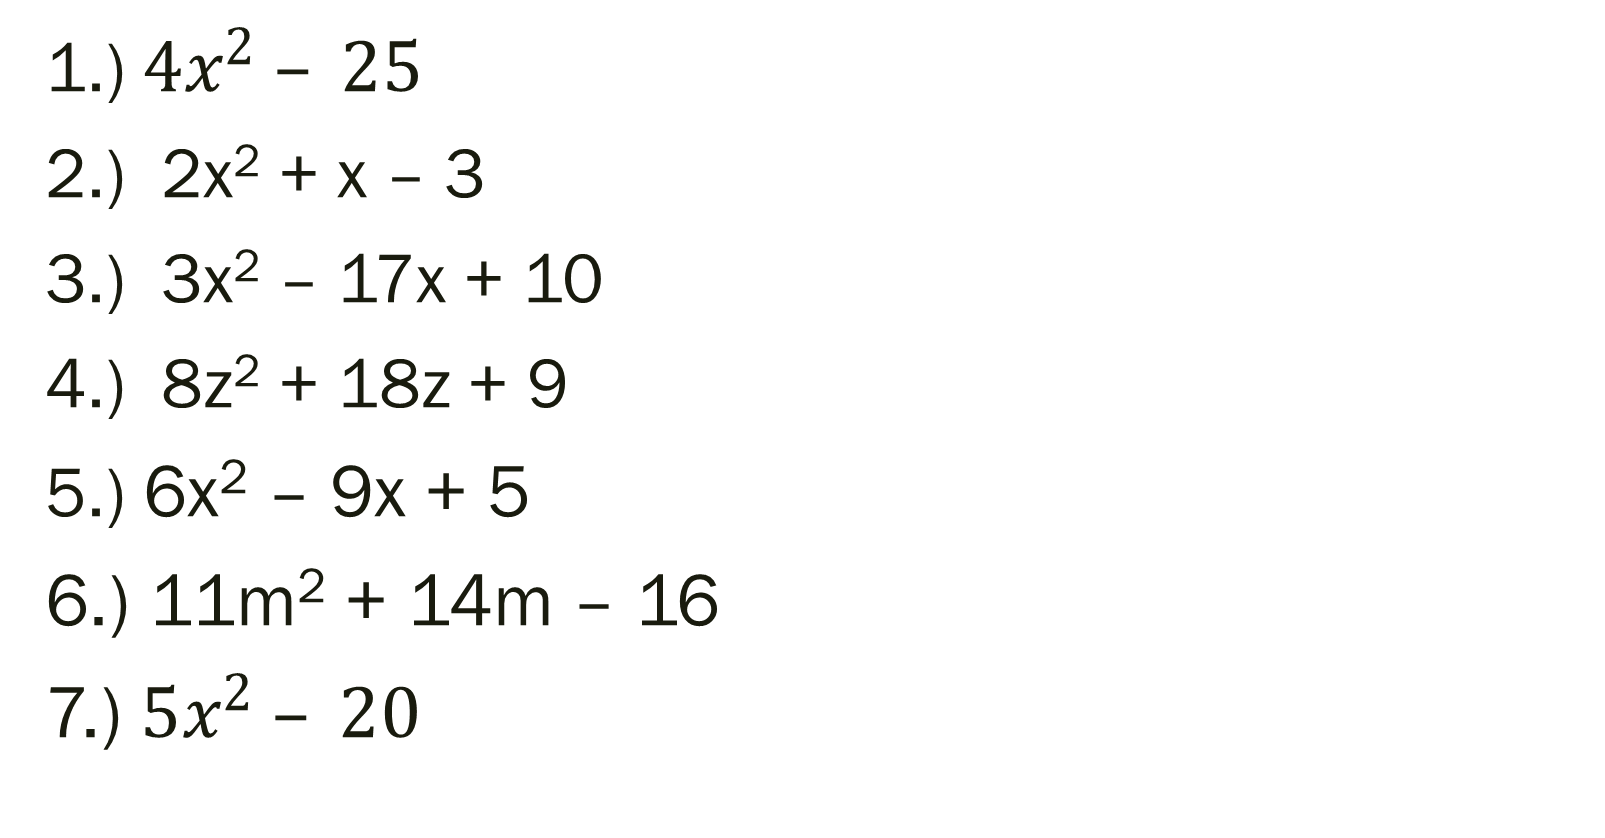 1.) 4x² – 25
2.) 2x² + x – 3
3.) 3x² – 17x + 10
4.) 8z² + 18z + 9
5.) 6x² – 9x + 5
6.) 11m² + 14m – 16
7.) 5x² – 20